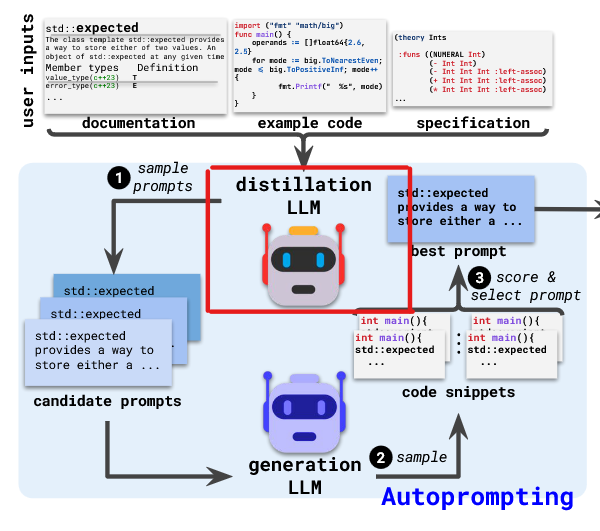 user inputs
std::expected
The class template std::expected provides
a way to store either of two values. An
object of std::expected at any given time
Member types Definition
value_type(c++23) T
error_type(c++23) E
...
documentation
import ("fmt" "math/big")
func main() {
operands := []float64{2.6,
2.5}
for mode := big.ToNearestEven;
mode <= big.ToPositiveInf; mode++
{
fmt.Printf(" %s", mode)
}
}
example code
(theory Ints
:funs ((NUMERAL Int)
(- Int Int)
(- Int Int Int :left-assoc)
(+ Int Int Int :left-assoc)
(* Int Int Int :left-assoc)
...
specification
1 sample
prompts
distillation
LLM
std::expected
provides a way to
store either a ...
best prompt
3 score &
select prompt
std::expected
std::expected
std::expected
provides a way to
store either a ...
candidate prompts
int main(){
int main(){
int main(){
std::expected
...
int main(){
std::expected
...
code snippets
generation
LLM
2 sample
Autoprompting